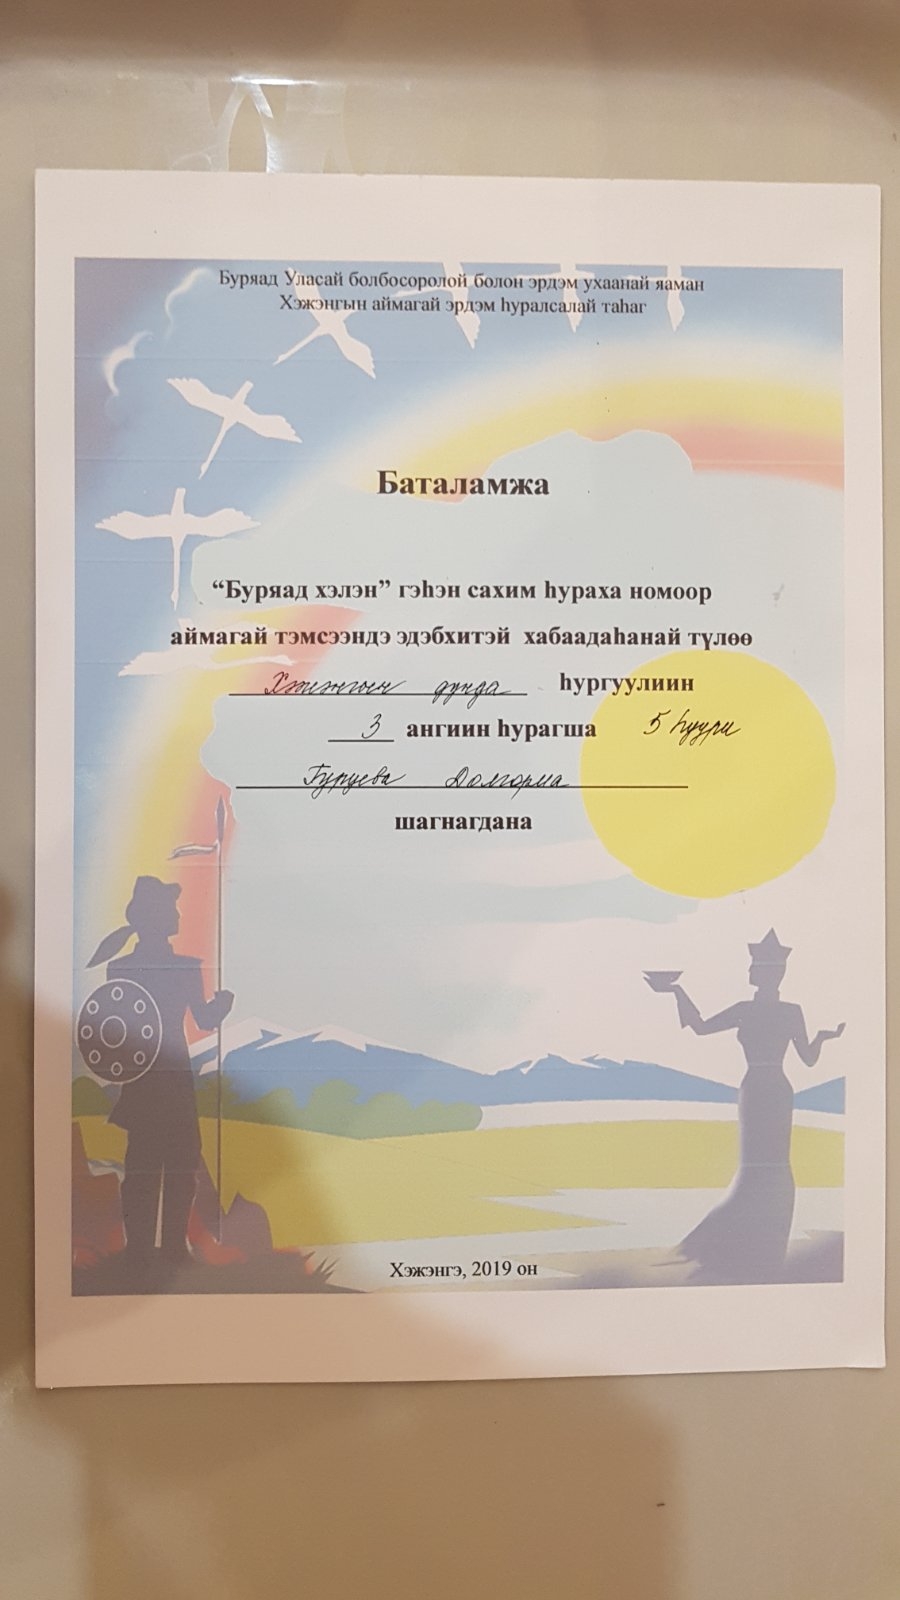 Буряад Уласай болбосоролой болон эрдэм ухаанай яаман
Хэжэнгын аймагай эрдэм һуралсалай таһаг
Баталамжа
“Буряад хэлэн” гэһэн сахим һураха номоор
аймагай тэмсээндэ эдэбхитэй хабаадаһанай түлөө
Хэжэнгын дунда һургуулиин
3 ангиин һурагша 5 һуури
Долгорма
шагнагдана
Хэжэнгэ, 2019 он